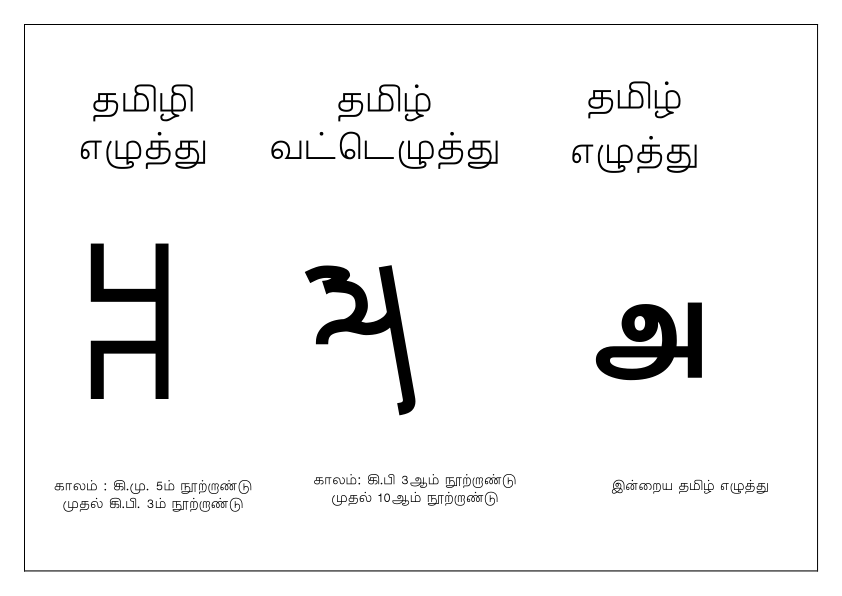 தமிழி
எழுத்து
𑀅
காலம் : கி.மு. 5ம் நூற்றாண்டு
முதல் கி.பி. 3ம் நூற்றாண்டு
தமிழ்
வட்டெழுத்து
காலம்: கி.பி 3ஆம் நூற்றாண்டு
முதல் 10ஆம் நூற்றாண்டு
தமிழ்
எழுத்து
அ
இன்றைய தமிழ் எழுத்து